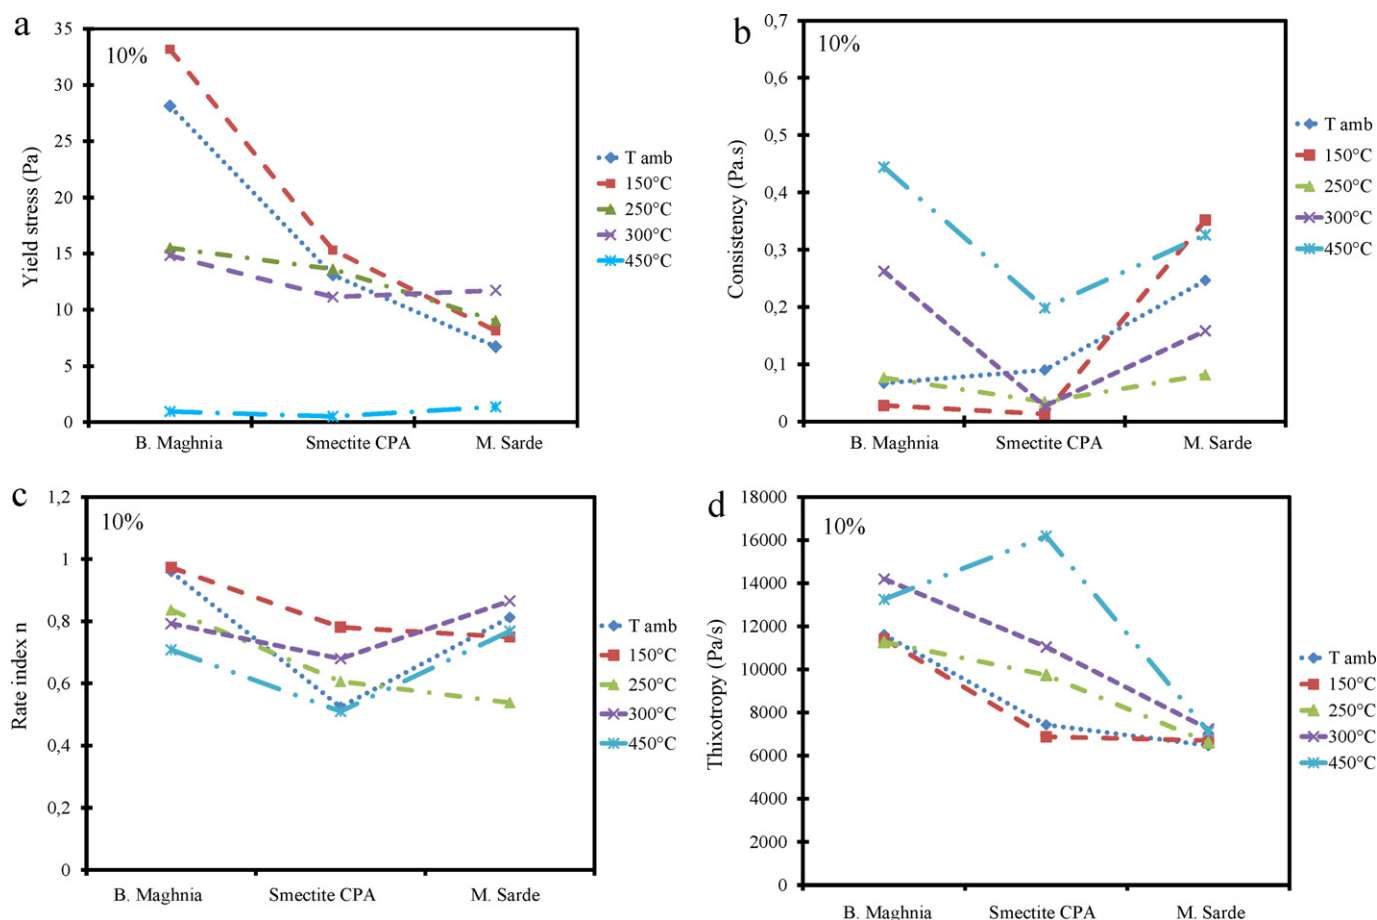 a
10%
Yield stress (Pa)
35
30
25
20
15
10
5
0
B. Maghnia Smectite CPA M. Sarde
T amb
150°C
250°C
300°C
450°C
b
10%
Consistency (Pa.s)
0,7
0,6
0,5
0,4
0,3
0,2
0,1
0
B. Maghnia Smectite CPA M. Sarde
T amb
150°C
250°C
300°C
450°C
c
10%
Rate index n
1,2
1
0,8
0,6
0,4
0,2
0
B. Maghnia Smectite CPA M. Sarde
T amb
150°C
250°C
300°C
450°C
d
10%
Thixotropy (Pa/s)
18000
16000
14000
12000
10000
8000
6000
4000
2000
0
B. Maghnia Smectite CPA M. Sarde
T amb
150°C
250°C
300°C
450°C